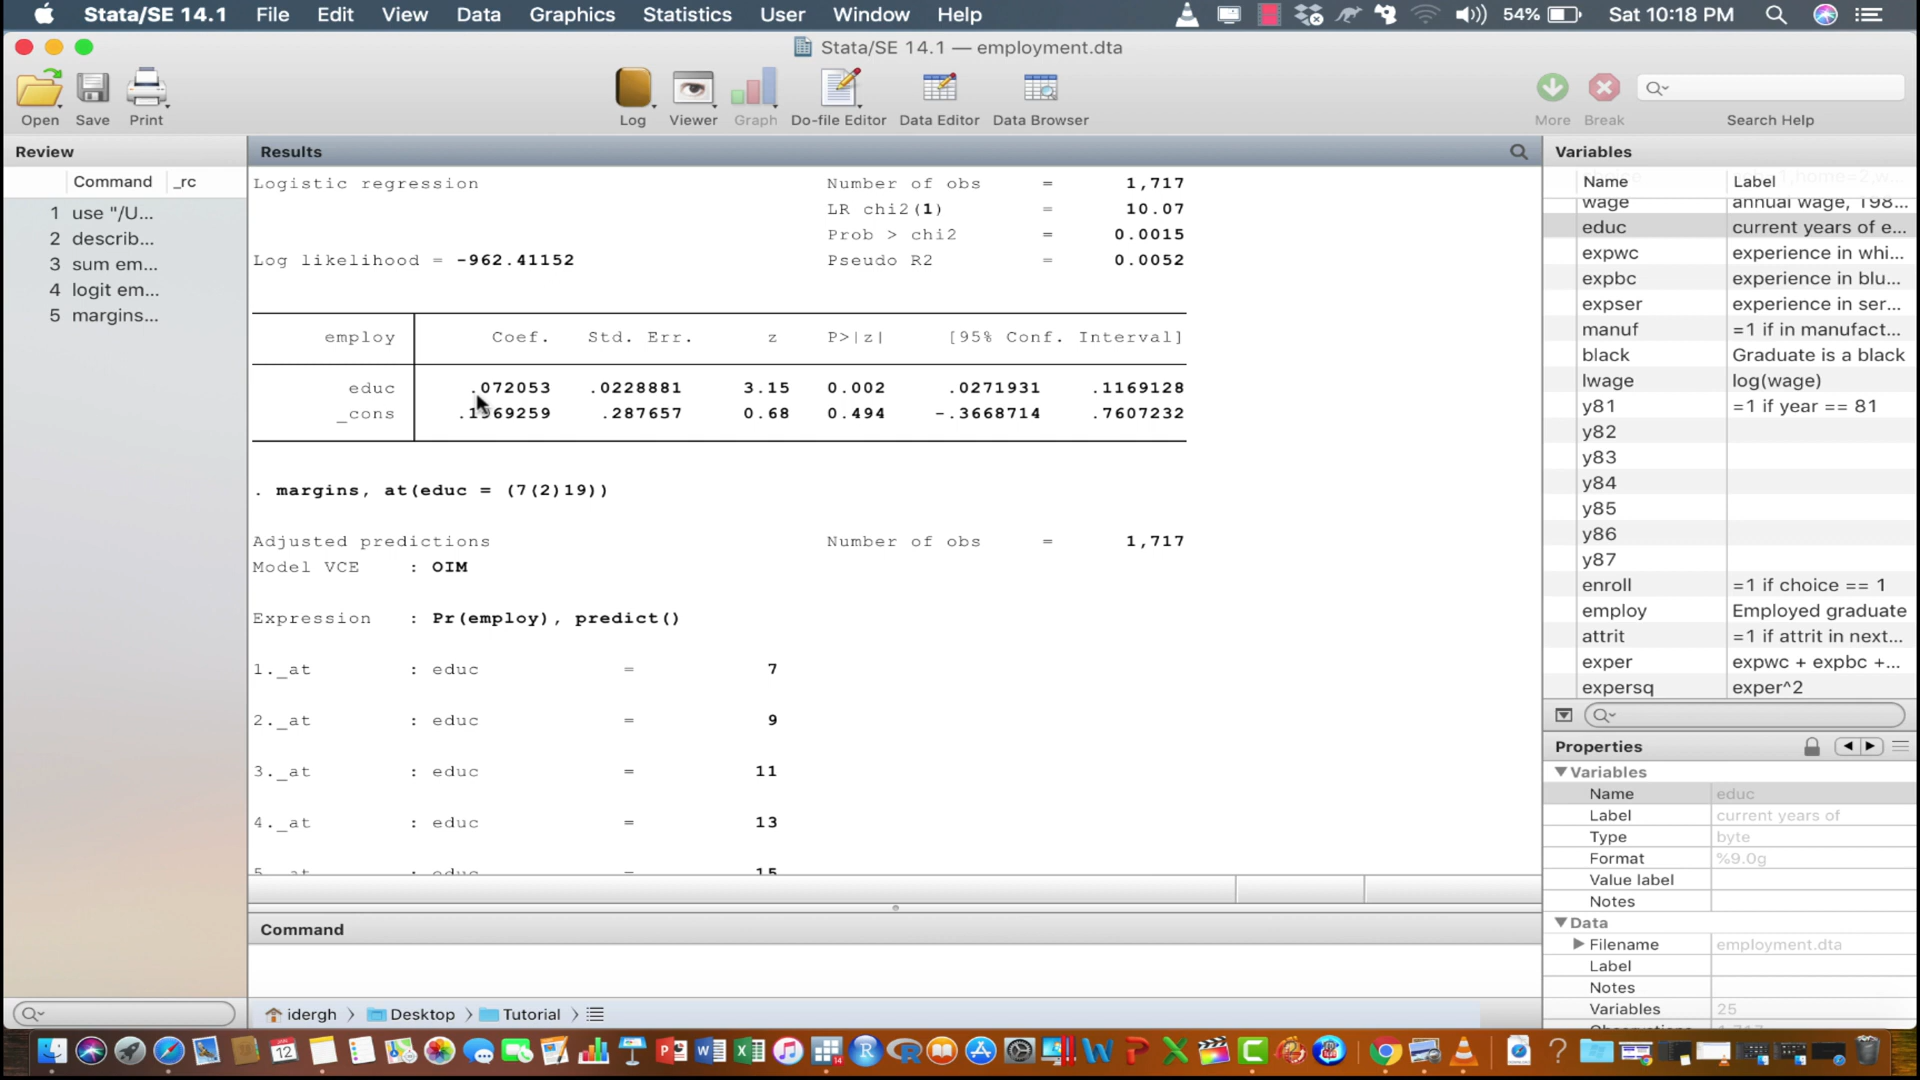 Stata/SE 14.1 File Edit View Data Graphics Statistics User Window Help 54% Sat 10:18 PM
Stata/SE 14.1 — employment.dta
Open Save Print Log Viewer Graph Do-file Editor Data Editor Data Browser More Break Search Help
Review
Command _rc
1 use "/U...
2 describ...
3 sum em...
4 logit em...
5 margins...
Results
Logistic regression Number of obs = 1,717
LR chi2(1) = 10.07
Prob > chi2 = 0.0015
Log likelihood = -962.41152 Pseudo R2 = 0.0052
employ Coef. Std. Err. z P>|z| [95% Conf. Interval]
educ .072053 .0228881 3.15 0.002 .0271931 .1169128
_cons .1969259 .287657 0.68 0.494 -.3668714 .7607232
. margins, at(educ = (7(2)19))
Adjusted predictions Number of obs = 1,717
Model VCE : OIM
Expression : Pr(employ), predict()
1._at : educ = 7
2._at : educ = 9
3._at : educ = 11
4._at : educ = 13
5._at : educ = 15
Command
idergh Desktop Tutorial
Variables
Name Label
wage annual wage, 198...
educ current years of e...
expwc experience in whi...
expbc experience in blu...
expser experience in ser...
manuf =1 if in manufact...
black Graduate is a black
lwage log(wage)
y81 =1 if year == 81
y82
y83
y84
y85
y86
y87
enroll =1 if choice == 1
employ Employed graduate
attrit =1 if attrit in next...
exper expwc + expbc +...
expersq exper^2
Properties
Variables
Name educ
Label current years of
Type byte
Format %9.0g
Value label
Notes
Data
Filename employment.dta
Label
Notes
Variables 25